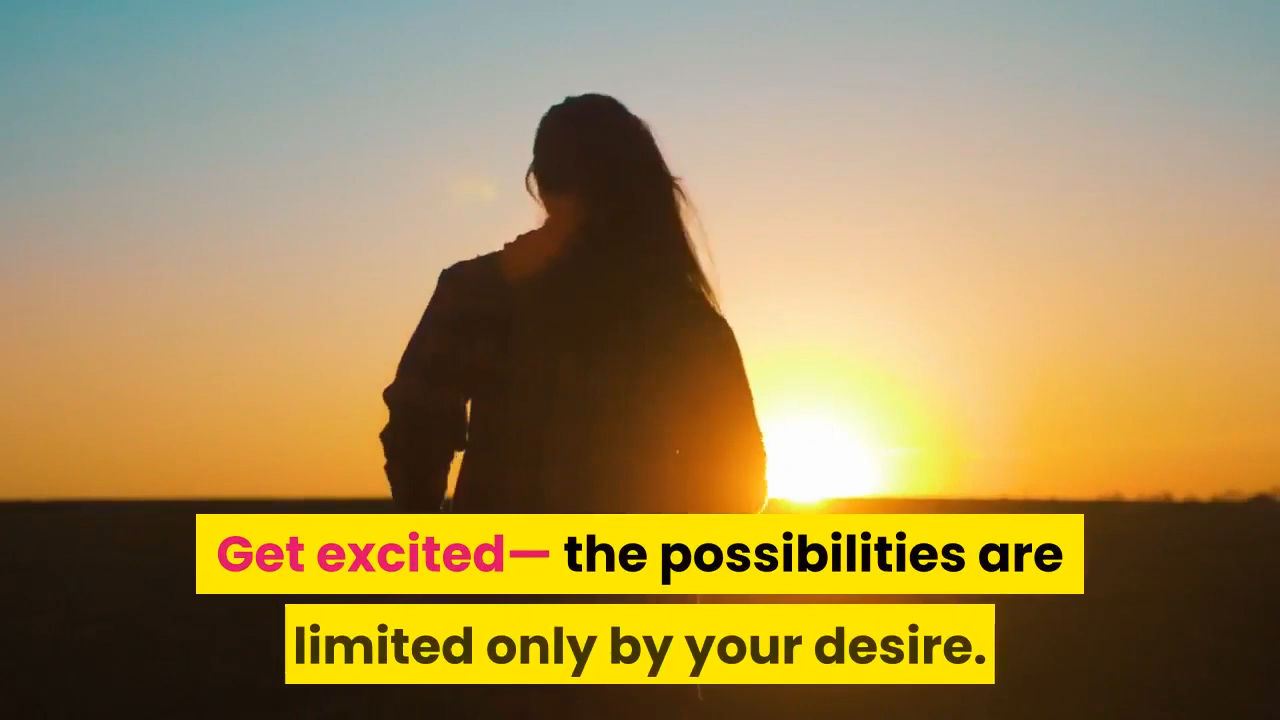 Get excited— the possibilities are
limited only by your desire.